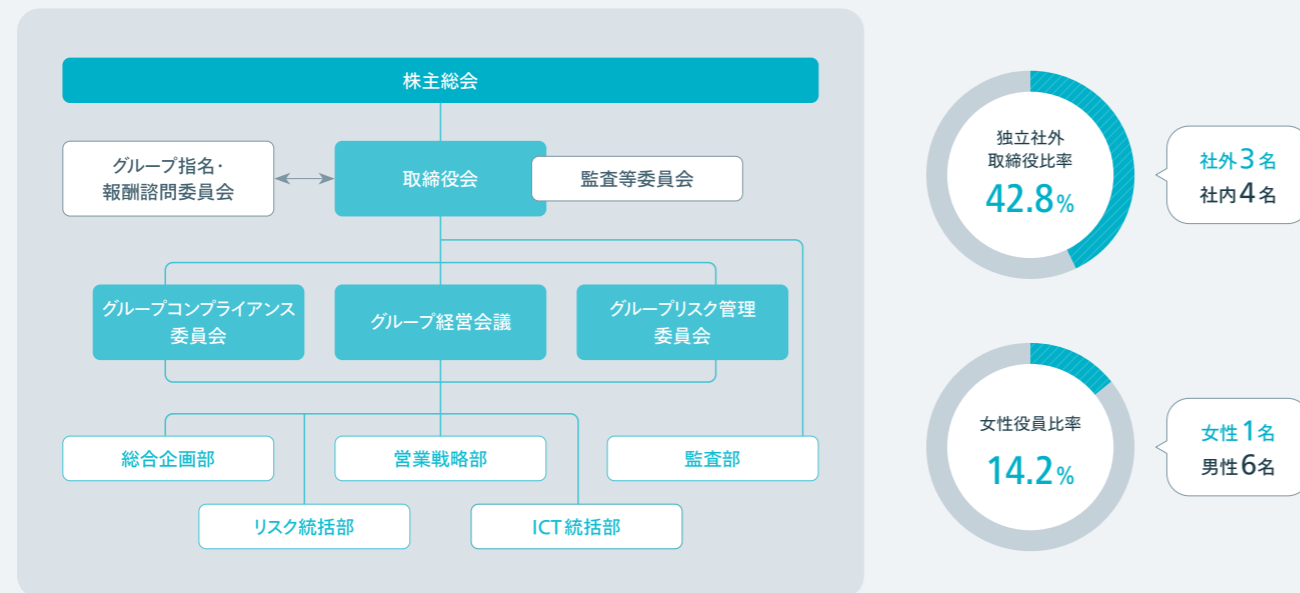 株主総会
グループ指名・
報酬諮問委員会
取締役会
監査等委員会
グループコンプライアンス
委員会
グループ経営会議
グループリスク管理
委員会
総合企画部
営業戦略部
監査部
リスク統括部
ICT統括部
独立社外
取締役比率
42.8%
社外3名
社内4名
女性役員比率
14.2%
女性1名
男性6名